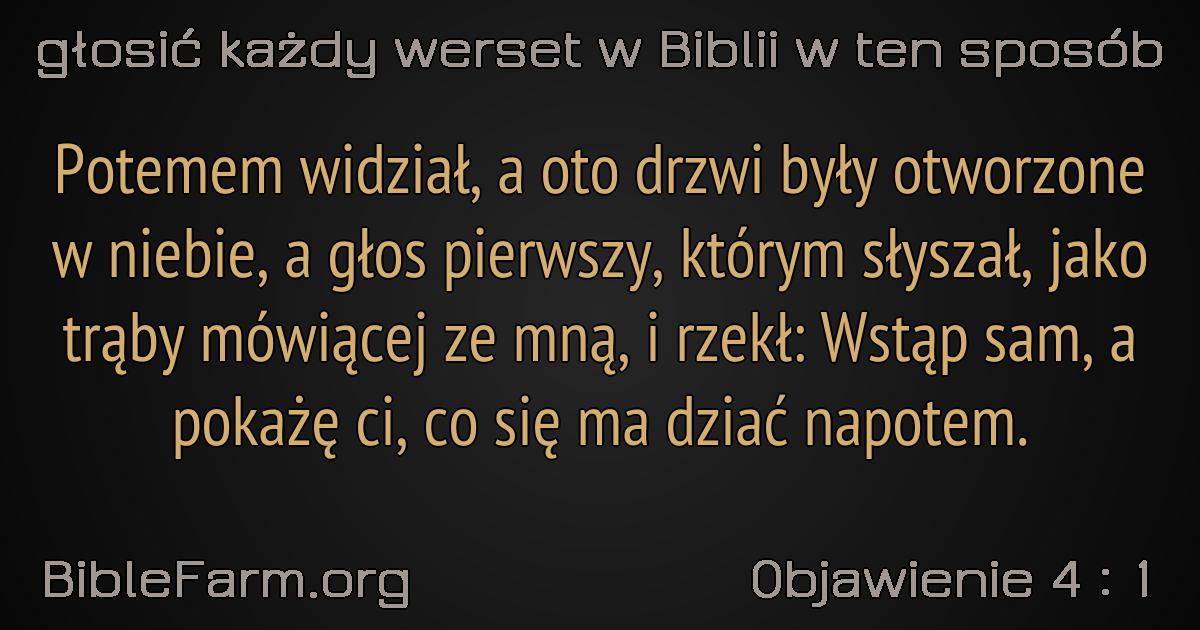 głosić każdy werset w Biblii w ten sposób
Potemem widział, a oto drzwi były otworzone
w niebie, a głos pierwszy, którym słyszał, jako
trąby mówiącej ze mną, i rzekł: Wstąp sam, a
pokażę ci, co się ma dziać napotem.
BibleFarm.org
Objawienie 4 : 1